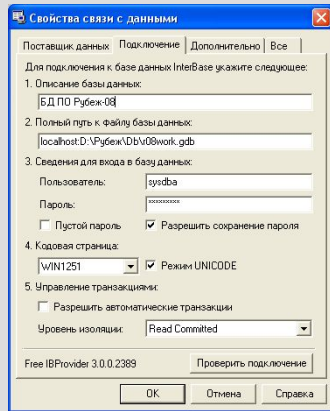 Свойства связи с данными
Поставщик данных Подключение Дополнительно Все
Для подключения к базе данных InterBase укажите следующее:
1. Описание базы данных:
БД ПО Рубеж-08
2. Полный путь к файлу базы данных:
localhost:D:\Рубеж\Db\r08work.gdb
3. Сведения для входа в базу данных:
Пользователь: sysdba
Пароль: *********
Пустой пароль Разрешить сохранение пароля
4. Кодовая страница:
WIN1251 Режим UNICODE
5. Управление транзакциями:
Разрешить автоматические транзакции
Уровень изоляции: Read Committed
Free IBProvider 3.0.0.2389 Проверить подключение
OK Отмена Справка